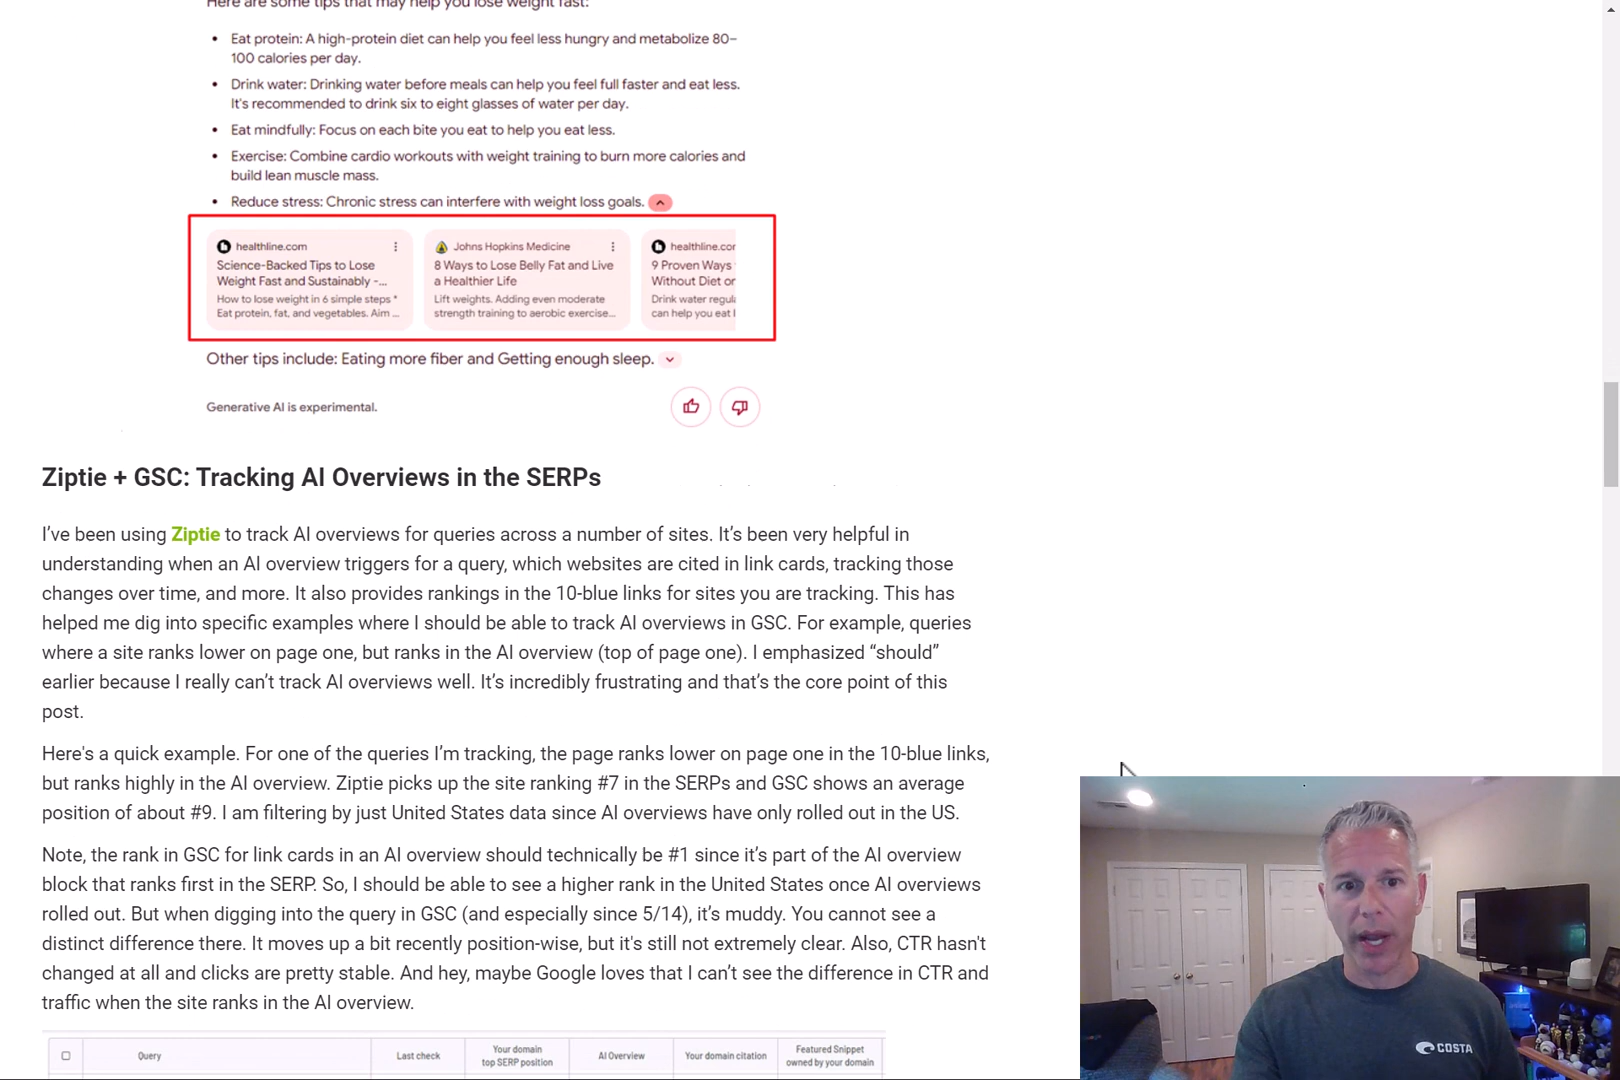 Here are some tips that may help you lose weight fast:
• Eat protein: A high-protein diet can help you feel less hungry and metabolize 80–
100 calories per day.
• Drink water: Drinking water before meals can help you feel full faster and eat less.
It's recommended to drink six to eight glasses of water per day.
• Eat mindfully: Focus on each bite you eat to help you eat less.
• Exercise: Combine cardio workouts with weight training to burn more calories and
build lean muscle mass.
• Reduce stress: Chronic stress can interfere with weight loss goals.
healthline.com
Science-Backed Tips to Lose
Weight Fast and Sustainably -...
How to lose weight in 6 simple steps *
Eat protein, fat, and vegetables. Aim ...
Johns Hopkins Medicine
8 Ways to Lose Belly Fat and Live
a Healthier Life
Lift weights. Adding even moderate
strength training to aerobic exercise...
healthline.cor
9 Proven Ways
Without Diet or
Drink water regula
can help you eat l
Other tips include: Eating more fiber and Getting enough sleep.
Generative AI is experimental.
Ziptie + GSC: Tracking AI Overviews in the SERPs
I’ve been using Ziptie to track AI overviews for queries across a number of sites. It’s been very helpful in
understanding when an AI overview triggers for a query, which websites are cited in link cards, tracking those
changes over time, and more. It also provides rankings in the 10-blue links for sites you are tracking. This has
helped me dig into specific examples where I should be able to track AI overviews in GSC. For example, queries
where a site ranks lower on page one, but ranks in the AI overview (top of page one). I emphasized “should”
earlier because I really can’t track AI overviews well. It’s incredibly frustrating and that’s the core point of this
post.
Here's a quick example. For one of the queries I’m tracking, the page ranks lower on page one in the 10-blue links,
but ranks highly in the AI overview. Ziptie picks up the site ranking #7 in the SERPs and GSC shows an average
position of about #9. I am filtering by just United States data since AI overviews have only rolled out in the US.
Note, the rank in GSC for link cards in an AI overview should technically be #1 since it’s part of the AI overview
block that ranks first in the SERP. So, I should be able to see a higher rank in the United States once AI overviews
rolled out. But when digging into the query in GSC (and especially since 5/14), it’s muddy. You cannot see a
distinct difference there. It moves up a bit recently position-wise, but it's still not extremely clear. Also, CTR hasn't
changed at all and clicks are pretty stable. And hey, maybe Google loves that I can’t see the difference in CTR and
traffic when the site ranks in the AI overview.
Query
Last check
Your domain
top SERP position
AI Overview
Your domain citation
Featured Snippet
owned by your domain
COSTA